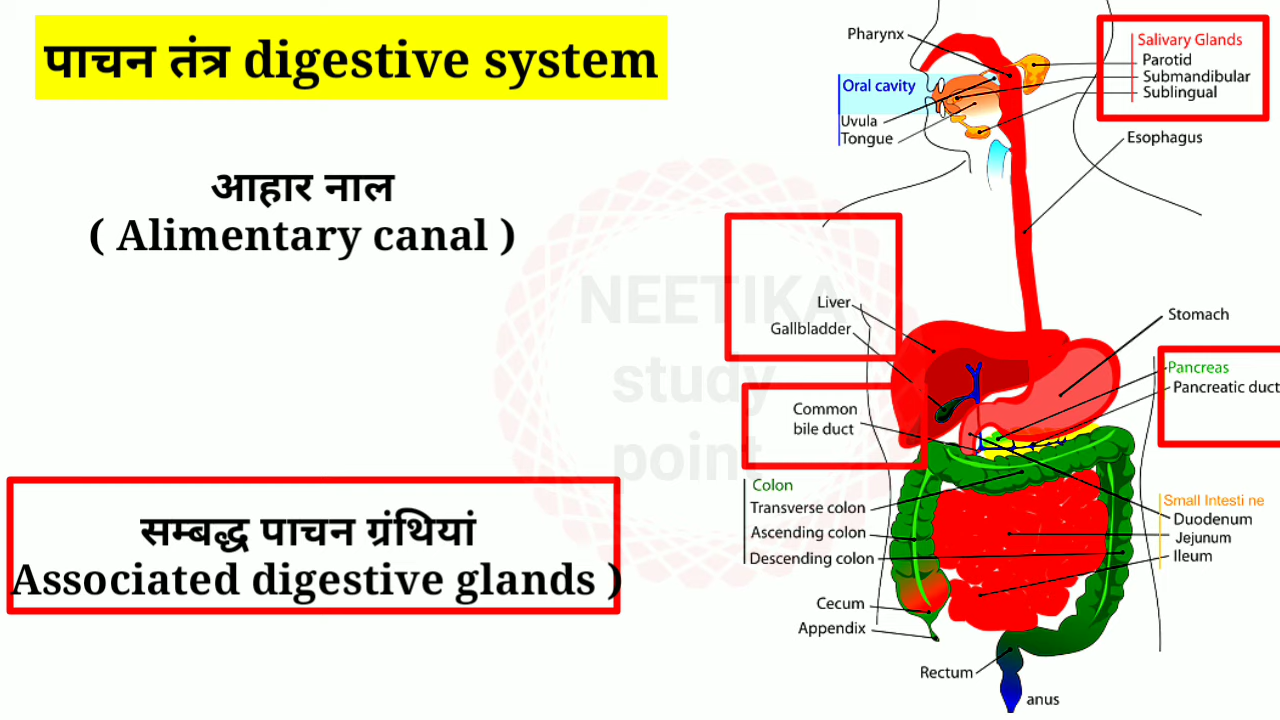 पाचन तंत्र digestive system
आहार नाल
( Alimentary canal )
सम्बद्ध पाचन ग्रंथियां
Associated digestive glands )
NEETIKA
study
point
Pharynx
Oral cavity
Uvula
Tongue
Salivary Glands
Parotid
Submandibular
Sublingual
Esophagus
Liver
Gallbladder
Stomach
Pancreas
Pancreatic duct
Common
bile duct
Colon
Transverse colon
Ascending colon
Descending colon
Small Intesti ne
Duodenum
Jejunum
Ileum
Cecum
Appendix
Rectum
anus